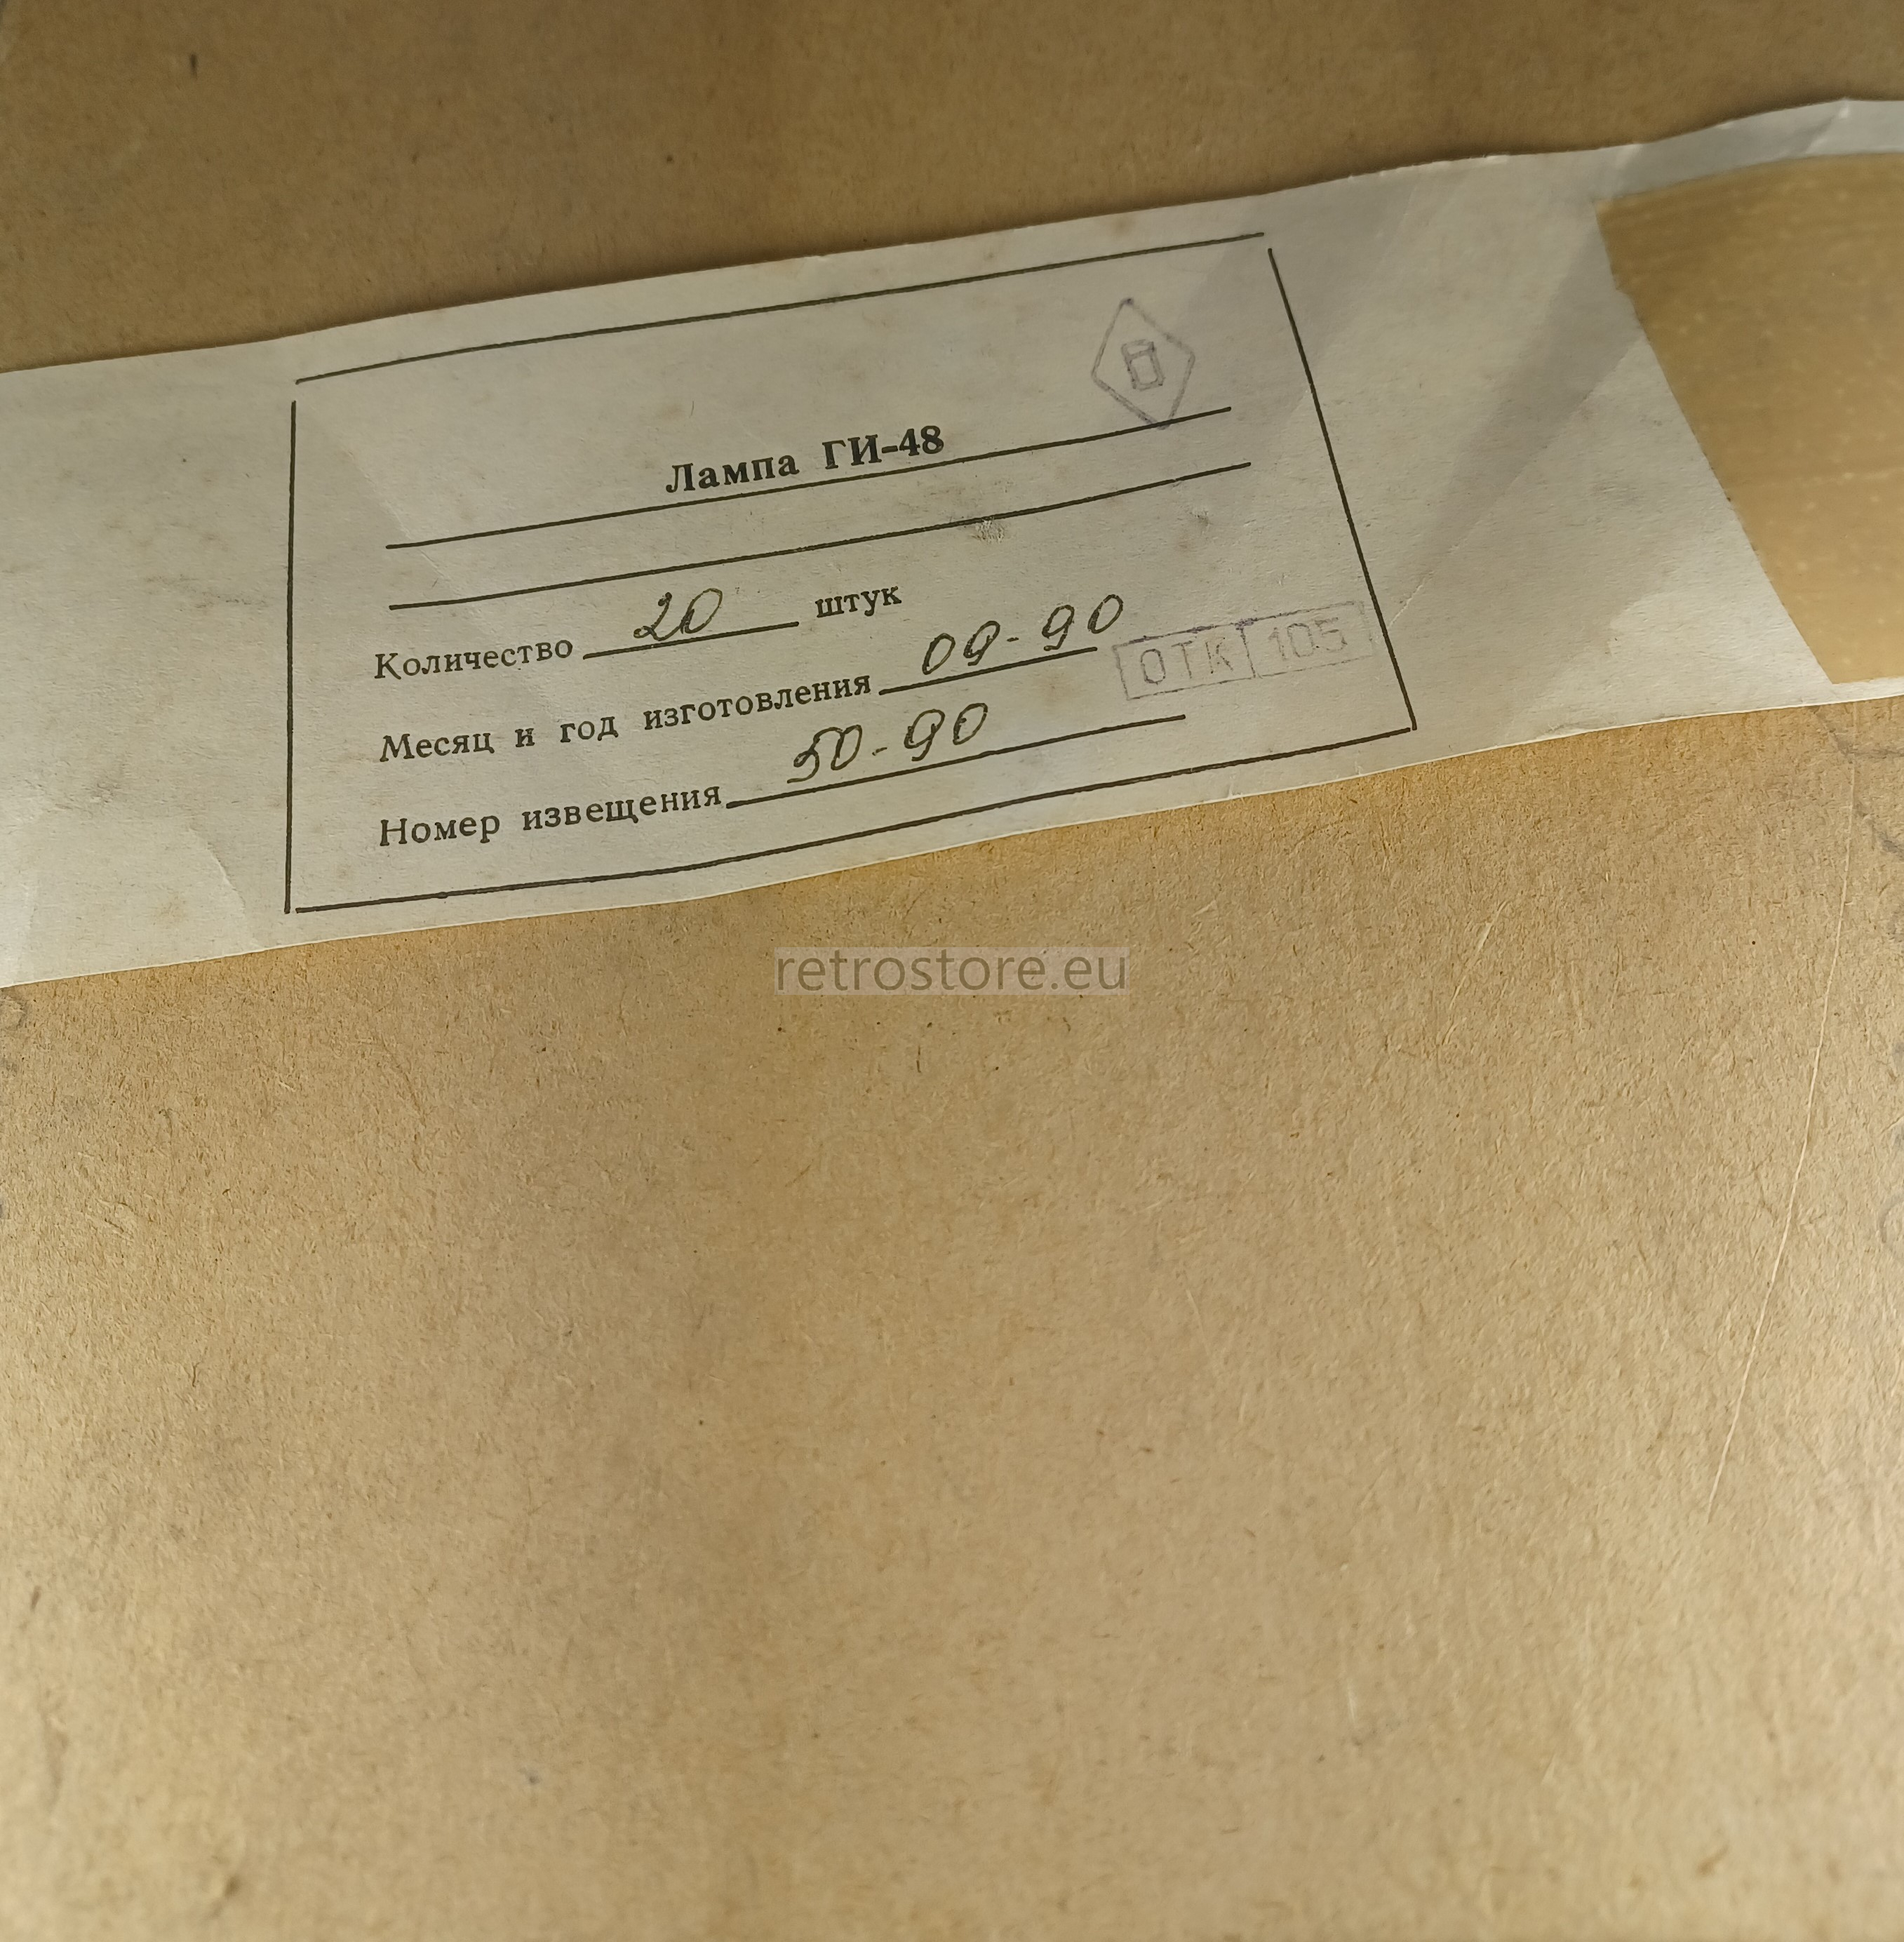 Лампа ГИ-48
Количество 20 штук
Месяц и год изготовления 09-90
ОТК 105
Номер извещения 50-90
retrostore.eu